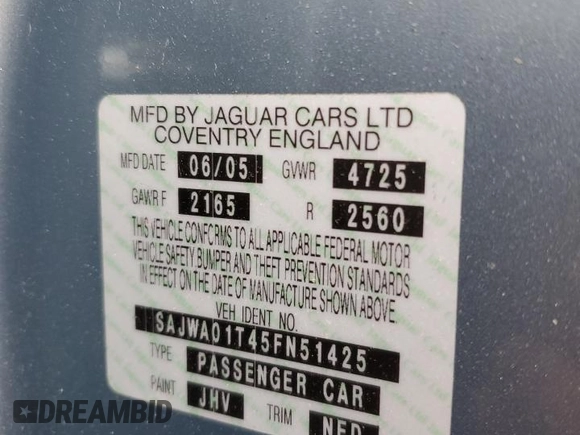 MFD BY JAGUAR CARS LTD
COVENTRY ENGLAND
MFD DATE 06/05 GVWR 4725
GAWR F 2165 R 2560
THIS VEHICLE CONFORMS TO ALL APPLICABLE FEDERAL MOTOR
VEHICLE SAFETY BUMPER AND THEFT PREVENTION STANDARDS
IN EFFECT ON THE DATE OF MANUFACTURE SHOWN ABOVE.
VEH IDENT NO.
SAJWA01T45FN51425
TYPE PASSENGER CAR
PAINT JHV TRIM NED
DREAMBID